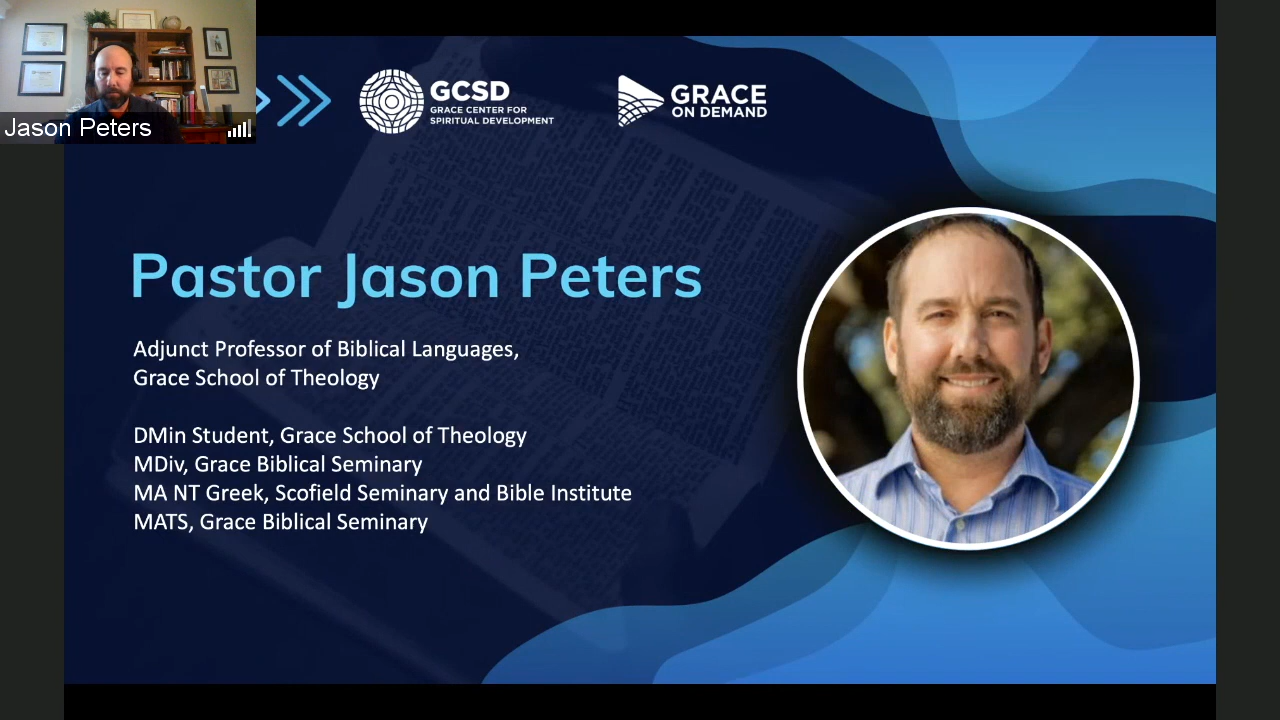 Jason Peters
GCSD
GRACE CENTER FOR
SPIRITUAL DEVELOPMENT
GRACE
ON DEMAND
Pastor Jason Peters
Adjunct Professor of Biblical Languages,
Grace School of Theology
DMin Student, Grace School of Theology
MDiv, Grace Biblical Seminary
MA NT Greek, Scofield Seminary and Bible Institute
MATS, Grace Biblical Seminary